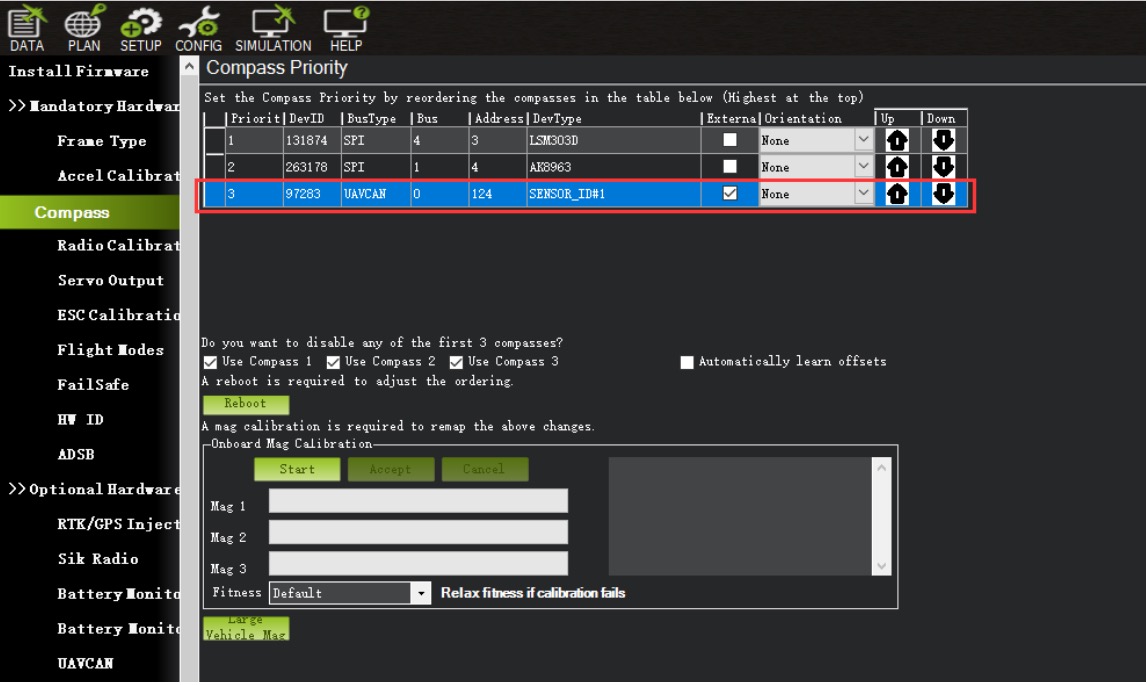 DATA PLAN SETUP CONFIG SIMULATION HELP
Install Firmware
>> Mandatory Hardwar
Frame Type
Accel Calibrat
Compass
Radio Calibrat
Servo Output
ESC Calibratio
Flight Modes
FailSafe
HW ID
ADSB
>> Optional Hardware
RTK/GPS Inject
Sik Radio
Battery Monito
Battery Monito
UAVCAN
Compass Priority
Set the Compass Priority by reordering the compasses in the table below (Highest at the top)
Priorit DevID BusType Bus Address DevType Externa Orientation Up Down
1 131874 SPI 4 3 LSM303D None
2 263178 SPI 1 4 AK8963 None
3 97283 UAVCAN 0 124 SENSOR_ID#1 None
Do you want to disable any of the first 3 compasses?
Use Compass 1 Use Compass 2 Use Compass 3 Automatically learn offsets
A reboot is required to adjust the ordering.
Reboot
A mag calibration is required to remap the above changes.
Onboard Mag Calibration
Start Accept Cancel
Mag 1
Mag 2
Mag 3
Fitness Default Relax fitness if calibration fails
Large
Vehicle Mag